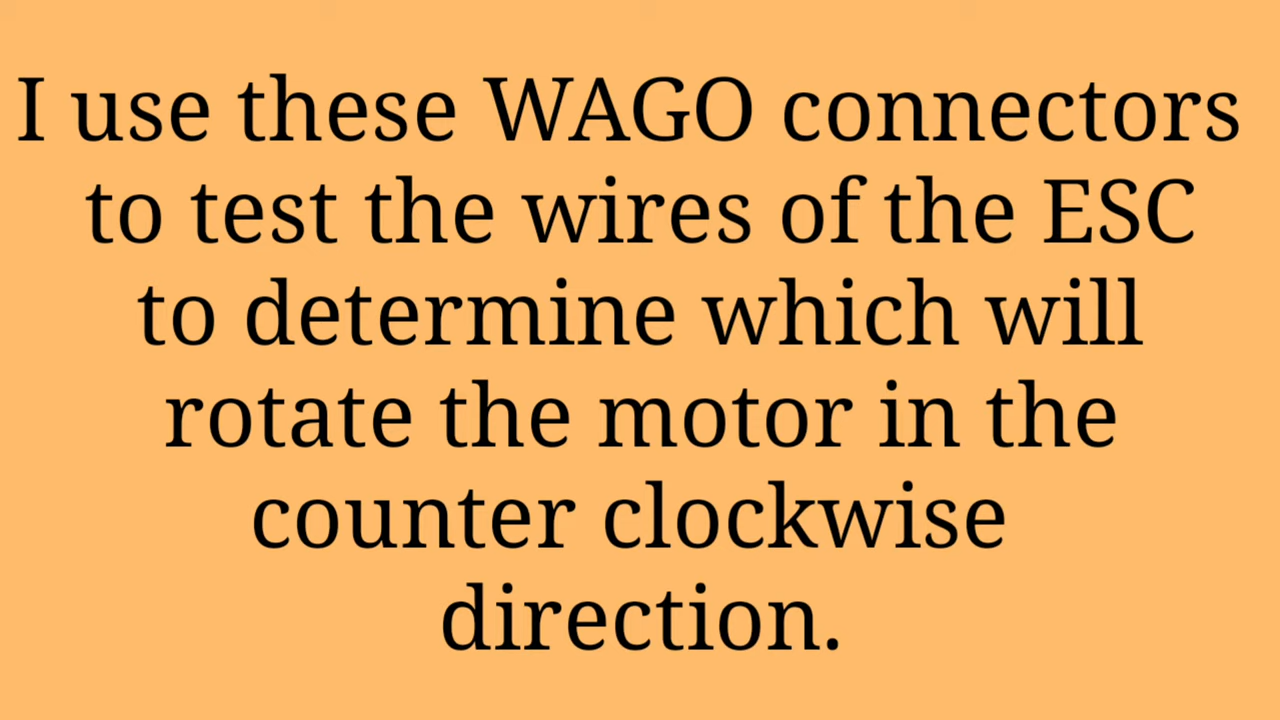 I use these WAGO connectors
to test the wires of the ESC
to determine which will
rotate the motor in the
counter clockwise
direction.